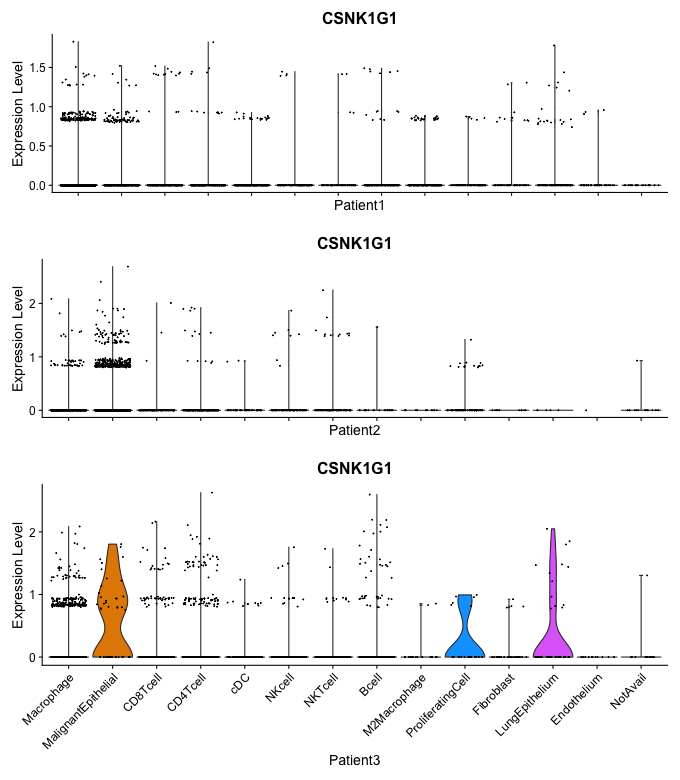 CSNK1G1
Expression Level
1.5
1.0
0.5
0.0
Patient1
CSNK1G1
Expression Level
2
1
0
Patient2
CSNK1G1
Expression Level
2
1
0
Macrophage
MalignantEpithelial
CD8Tcell
CD4Tcell
cDC
NKcell
NKTcell
Bcell
M2Macrophage
ProliferatingCell
Fibroblast
LungEpithelium
Endothelium
NotAvail
Patient3